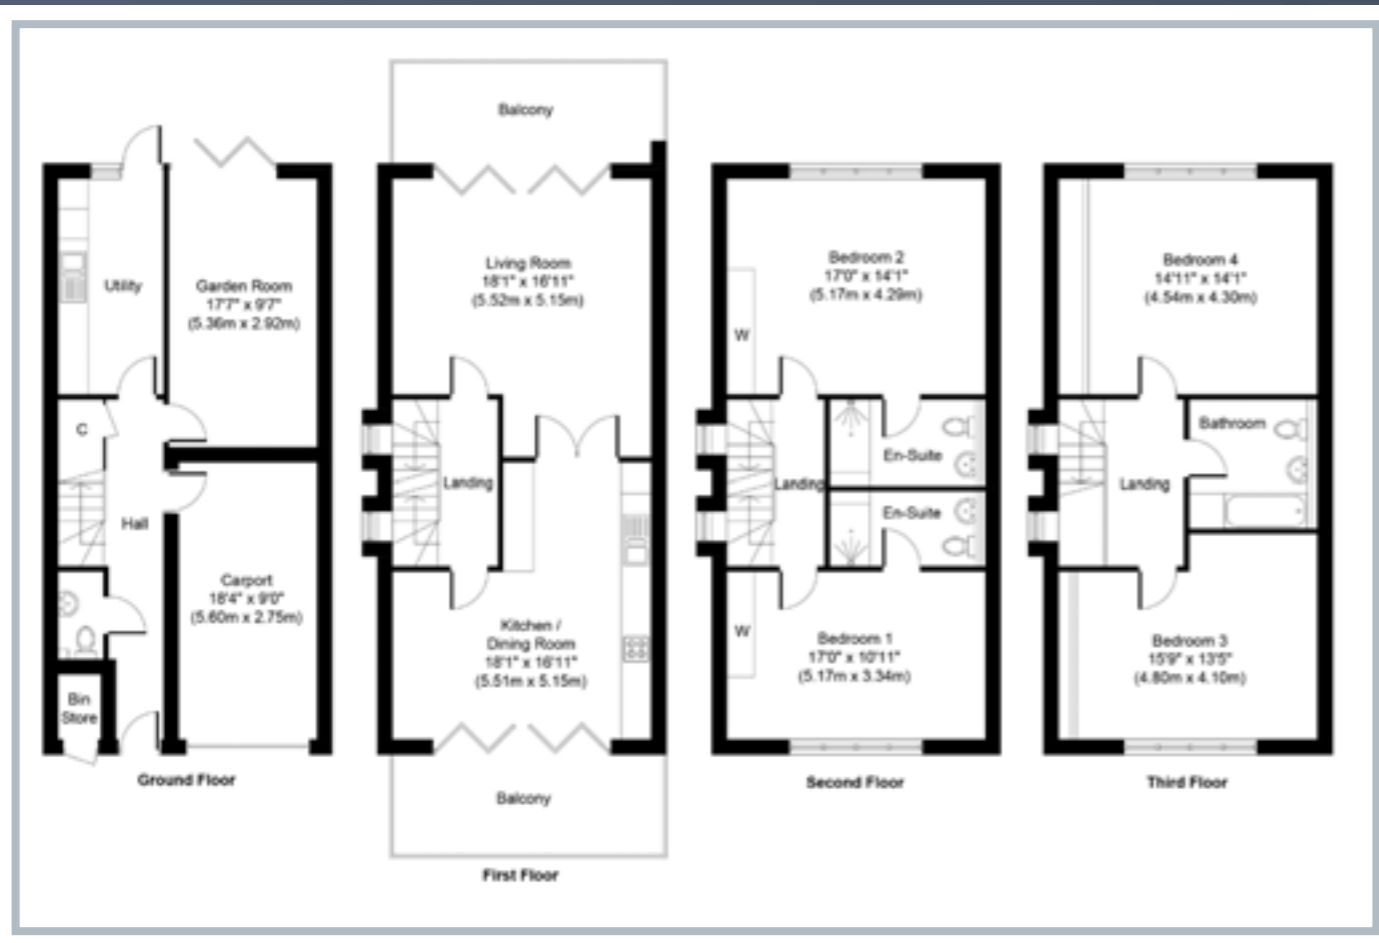 Utility
Garden Room
17'7" x 9'7"
(5.36m x 2.92m)
C
Hall
Carport
18'4" x 9'0"
(5.60m x 2.75m)
Bin
Store
Ground Floor
Balcony
Living Room
18'1" x 16'11"
(5.52m x 5.15m)
Landing
Kitchen /
Dining Room
18'1" x 16'11"
(5.51m x 5.15m)
Balcony
First Floor
Bedroom 2
17'0" x 14'1"
(5.17m x 4.29m)
W
En-Suite
Landing
En-Suite
W
Bedroom 1
17'0" x 10'11"
(5.17m x 3.34m)
Second Floor
Bedroom 4
14'11" x 14'1"
(4.54m x 4.30m)
Bathroom
Landing
Bedroom 3
15'9" x 13'5"
(4.80m x 4.10m)
Third Floor